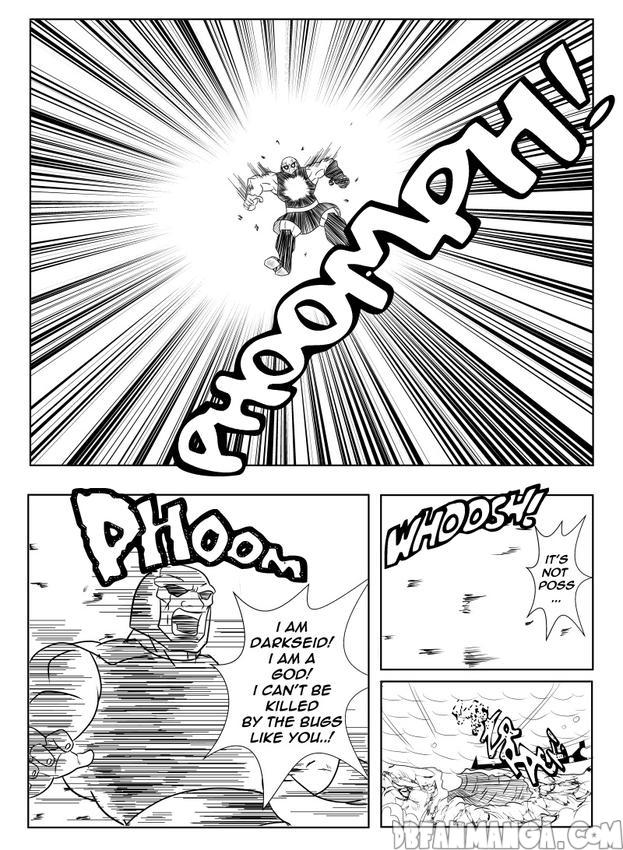 PHOOMPH!
PHOOM
I AM
DARKSEID!
I AM A
GOD!
I CAN'T BE
KILLED
BY THE BUGS
LIKE YOU..!
WHOOSH!
IT'S
NOT
POSS
...
DBFANMANGA.COM